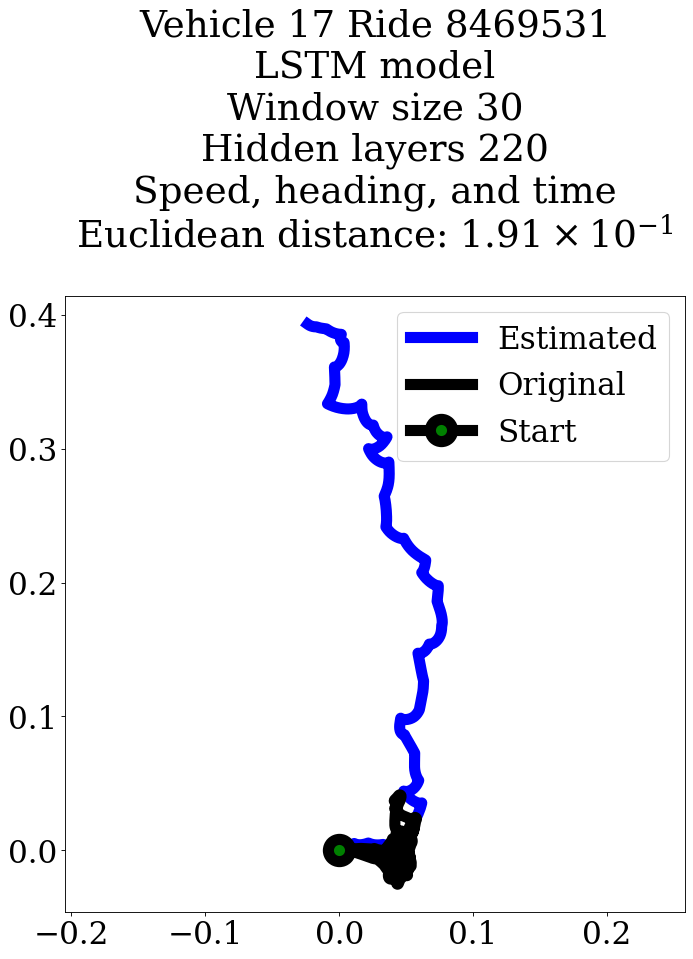 Vehicle 17 Ride 8469531
LSTM model
Window size 30
Hidden layers 220
Speed, heading, and time
Euclidean distance: 1.91 × 10⁻¹
Estimated
Original
Start
0.4
0.3
0.2
0.1
0.0
−0.2 −0.1 0.0 0.1 0.2